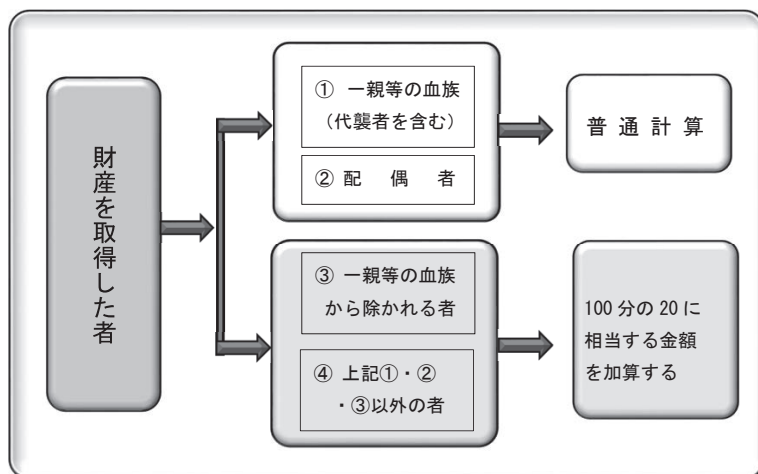 財産を取得した者
① 一親等の血族
（代襲者を含む）
② 配 偶 者
普 通 計 算
③ 一親等の血族
から除かれる者
④ 上記①・②
・③以外の者
100 分の 20 に
相当する金額
を加算する